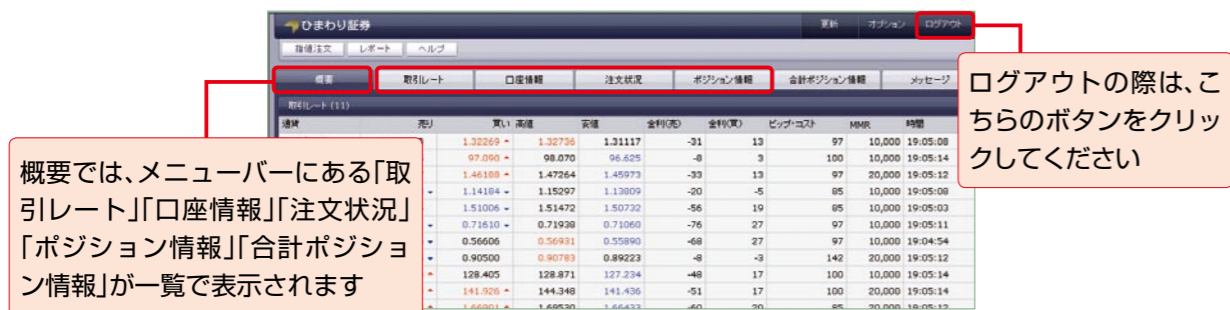 ひまわり証券
更新 オプション ログアウト
指値注文 レポート ヘルプ
概要 取引レート 口座情報 注文状況 ポジション情報 合計ポジション情報 メッセージ
取引レート (11)
通貨 売り 買い 高値 安値 金利(売) 金利(買) ピップ・コスト MMR 時間
1.32269 1.32736 1.31117 -31 13 97 10,000 19:05:08
97.090 98.070 96.625 -8 3 100 10,000 19:05:14
1.46188 1.47264 1.45973 -33 13 97 20,000 19:05:12
1.14184 1.15297 1.13809 -20 -5 85 10,000 19:05:08
1.51006 1.51472 1.50732 -56 19 85 10,000 19:05:03
0.71610 0.71938 0.71060 -76 27 97 10,000 19:05:11
0.56606 0.56931 0.55890 -68 27 97 10,000 19:04:54
0.90500 0.90783 0.89223 -8 -3 142 20,000 19:05:12
128.405 128.871 127.234 -48 17 100 10,000 19:05:14
141.926 144.348 141.436 -51 17 100 20,000 19:05:14
1.66901 1.69530 1.66433 -60 20 85 20,000 19:05:12
概要では、メニューバーにある「取
引レート」「口座情報」「注文状況」
「ポジション情報」「合計ポジショ
ン情報」が一覧で表示されます
ログアウトの際は、こ
ちらのボタンをクリッ
クしてください